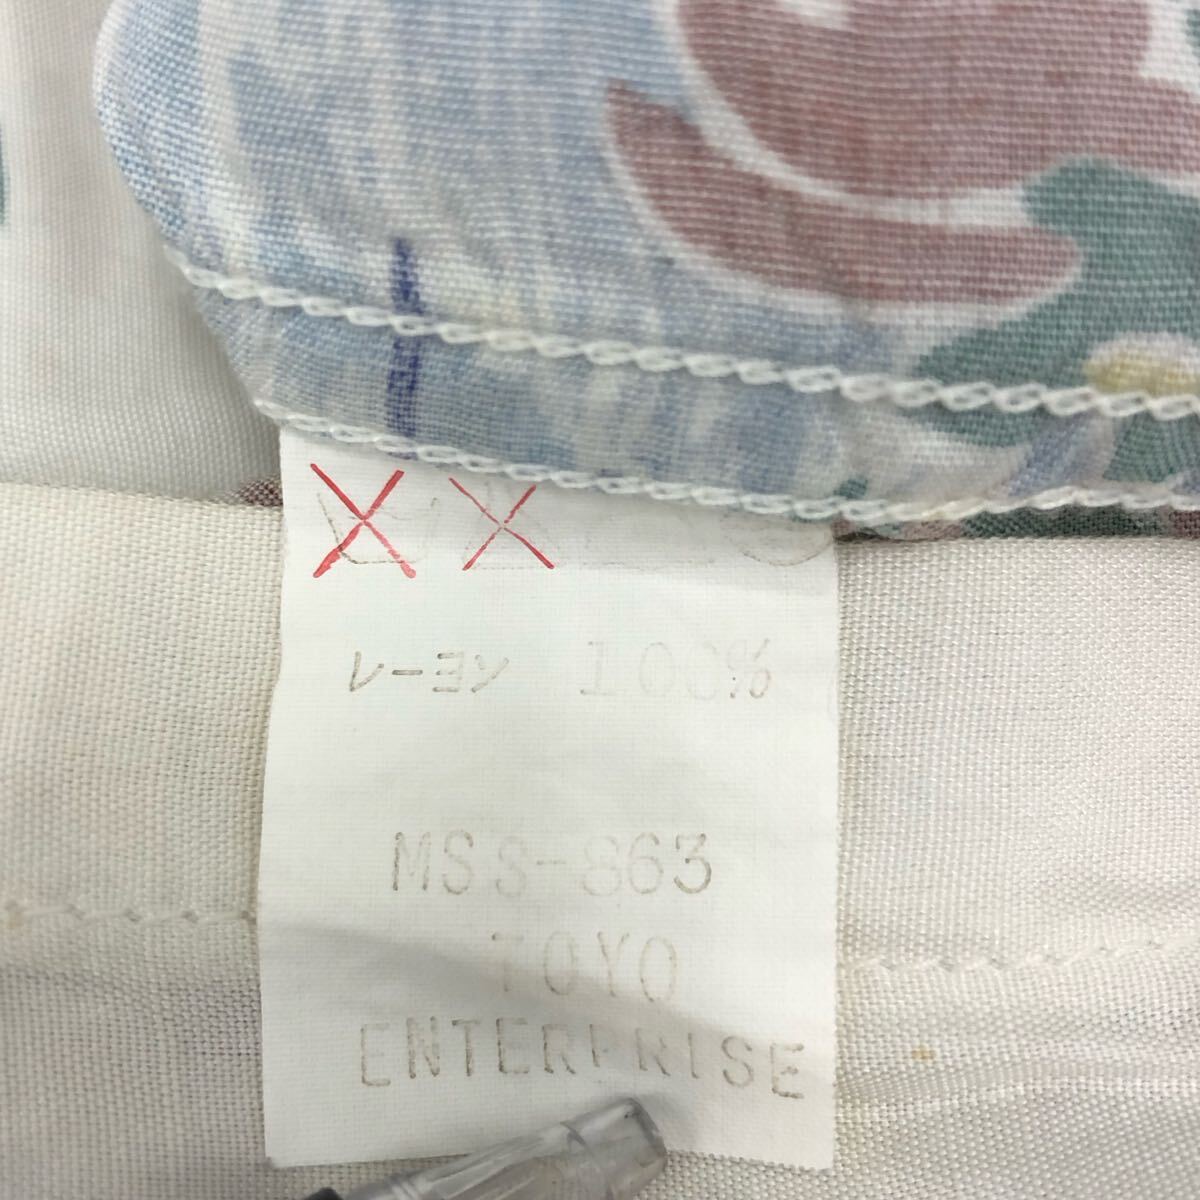 レーヨン 100%
MSS-863
TOYO
ENTERPRISE